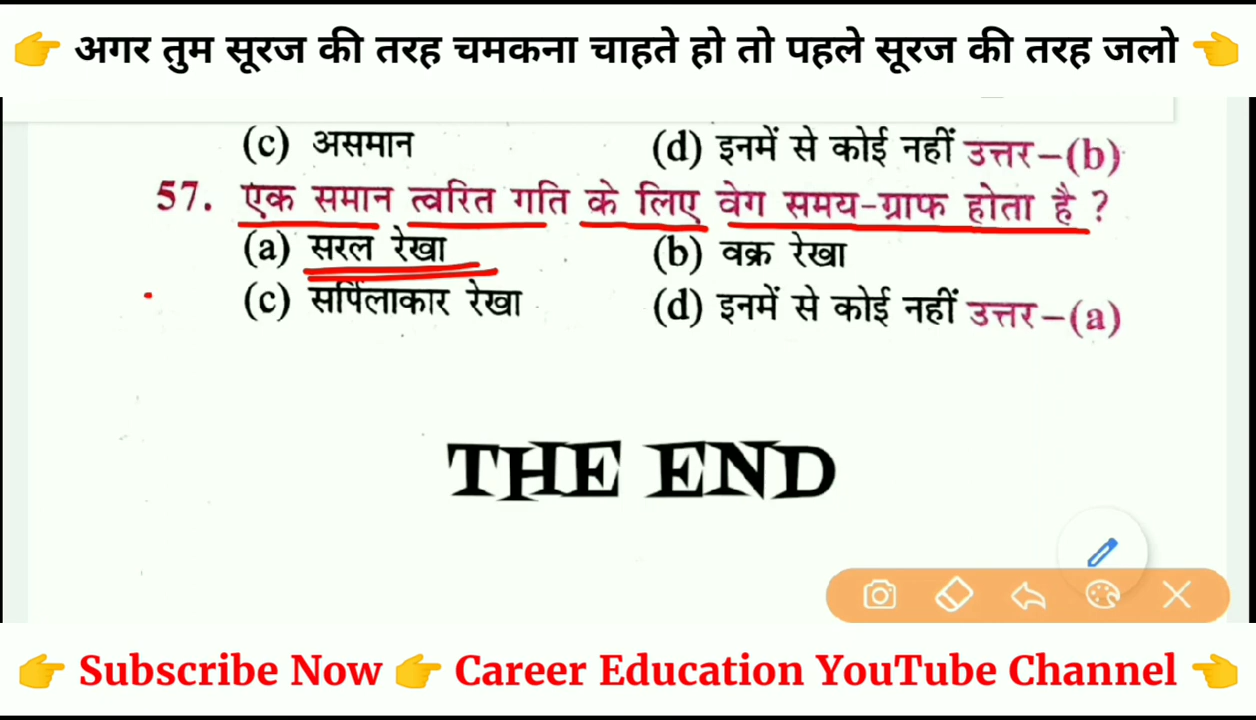 👉 अगर तुम सूरज की तरह चमकना चाहते हो तो पहले सूरज की तरह जलो 👈
(c) असमान (d) इनमें से कोई नहीं उत्तर–(b)
57. एक समान त्वरित गति के लिए वेग समय-ग्राफ होता है ?
(a) सरल रेखा (b) वक्र रेखा
(c) सर्पिलाकार रेखा (d) इनमें से कोई नहीं उत्तर–(a)
THE END
👉 Subscribe Now 👉 Career Education YouTube Channel 👈